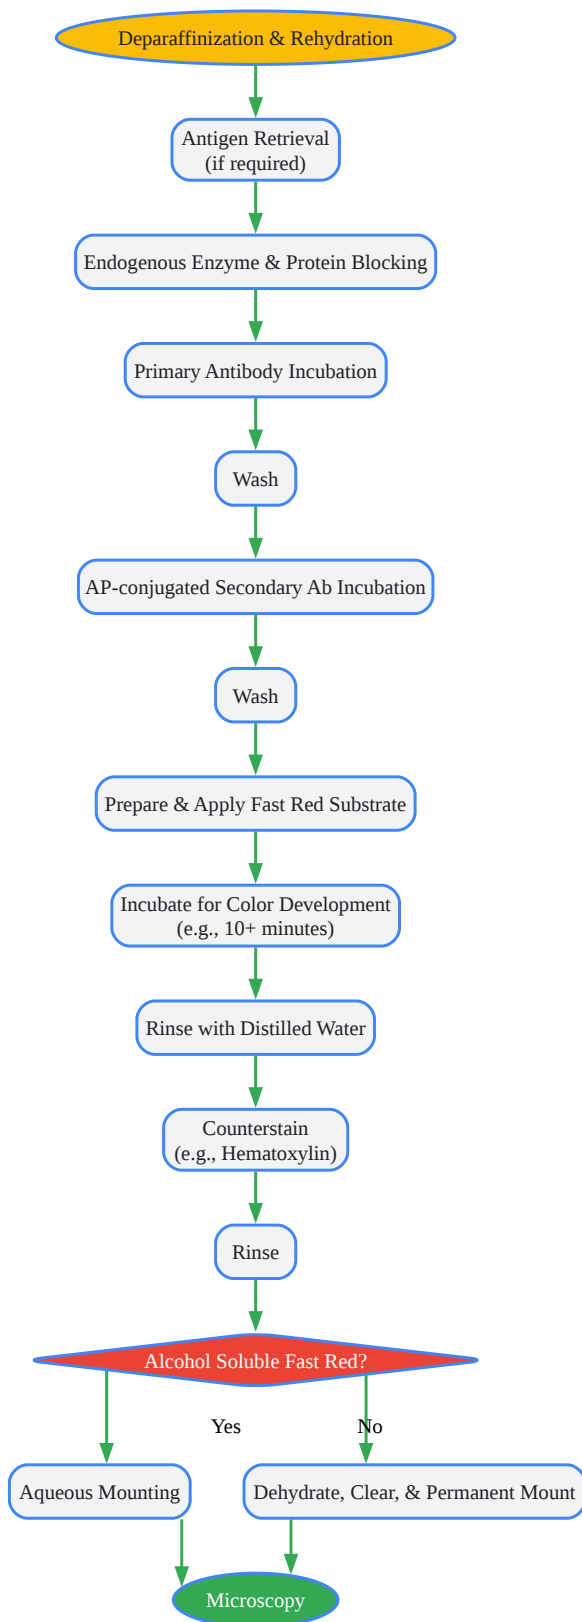 Deparaffinization & Rehydration
Antigen Retrieval
(if required)
Endogenous Enzyme & Protein Blocking
Primary Antibody Incubation
Wash
AP-conjugated Secondary Ab Incubation
Wash
Prepare & Apply Fast Red Substrate
Incubate for Color Development
(e.g., 10+ minutes)
Rinse with Distilled Water
Counterstain
(e.g., Hematoxylin)
Rinse
Alcohol Soluble Fast Red?
Yes
No
Aqueous Mounting
Dehydrate, Clear, & Permanent Mount
Microscopy